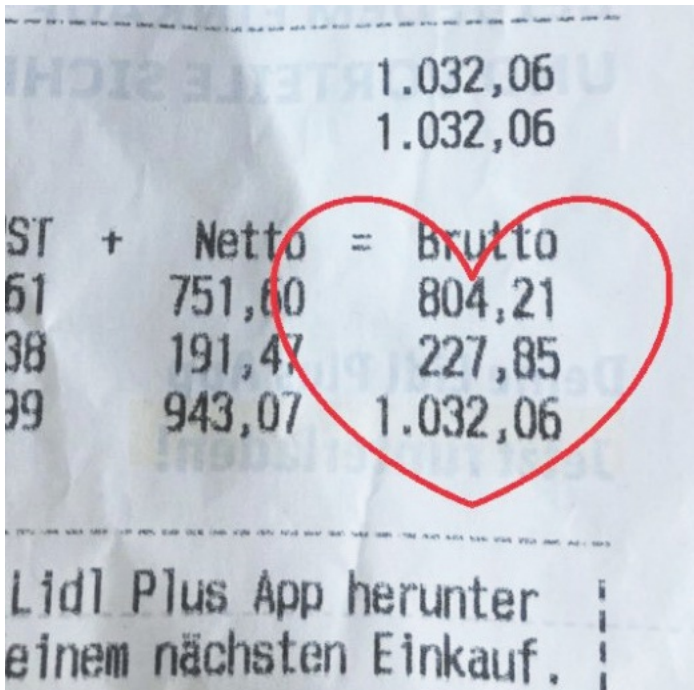 1.032,06
1.032,06
ST + Netto = Brutto
61 751,60 804,21
38 191,47 227,85
99 943,07 1.032,06
Lidl Plus App herunter
einem nächsten Einkauf.